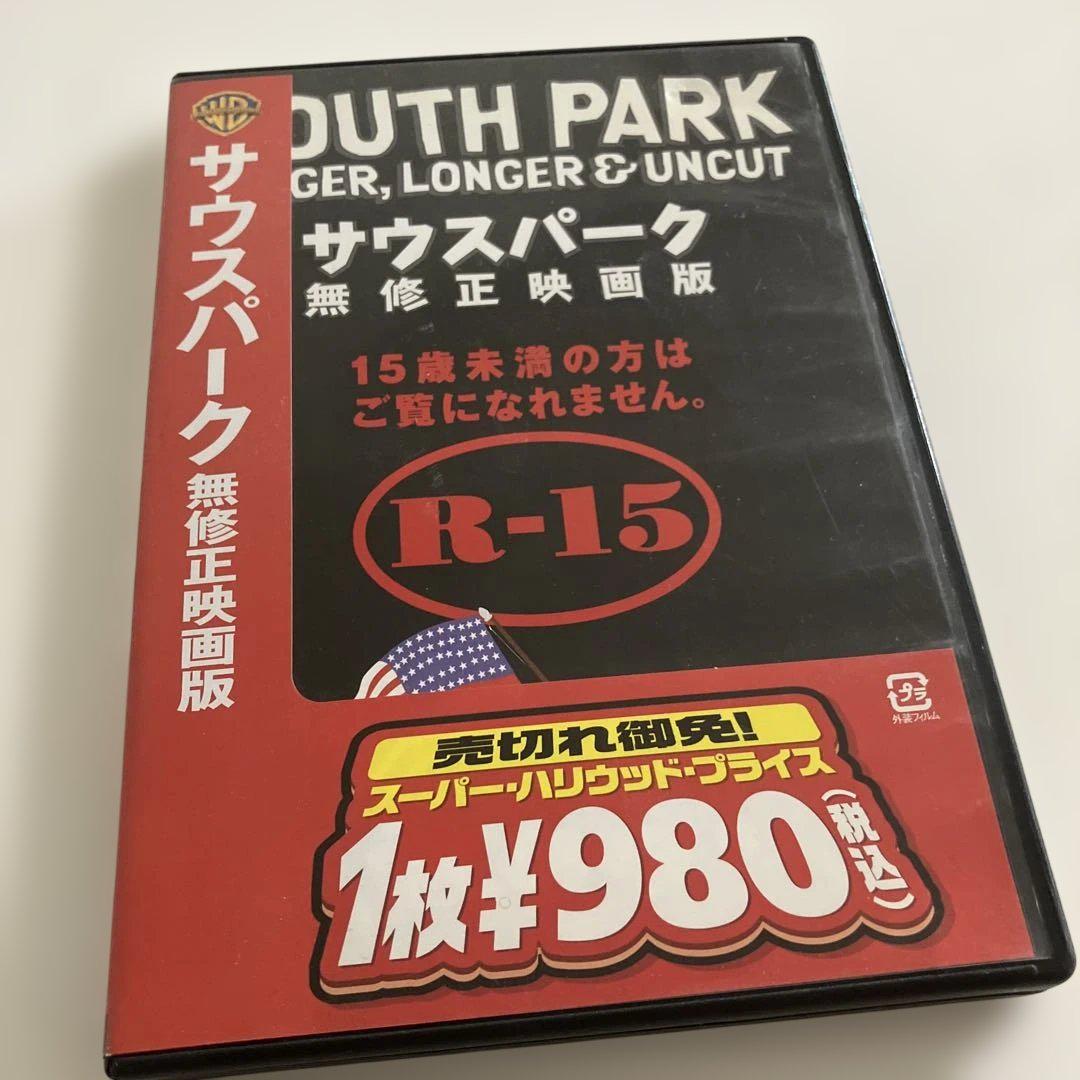 WB
サウスパーク 無修正映画版
OUTH PARK
GER, LONGER & UNCUT
サウスパーク
無修正映画版
15歳未満の方は
ご覧になれません。
R-15
プラ
外装フィルム
売切れ御免!
スーパー・ハリウッド・プライス
1枚¥980(税込)